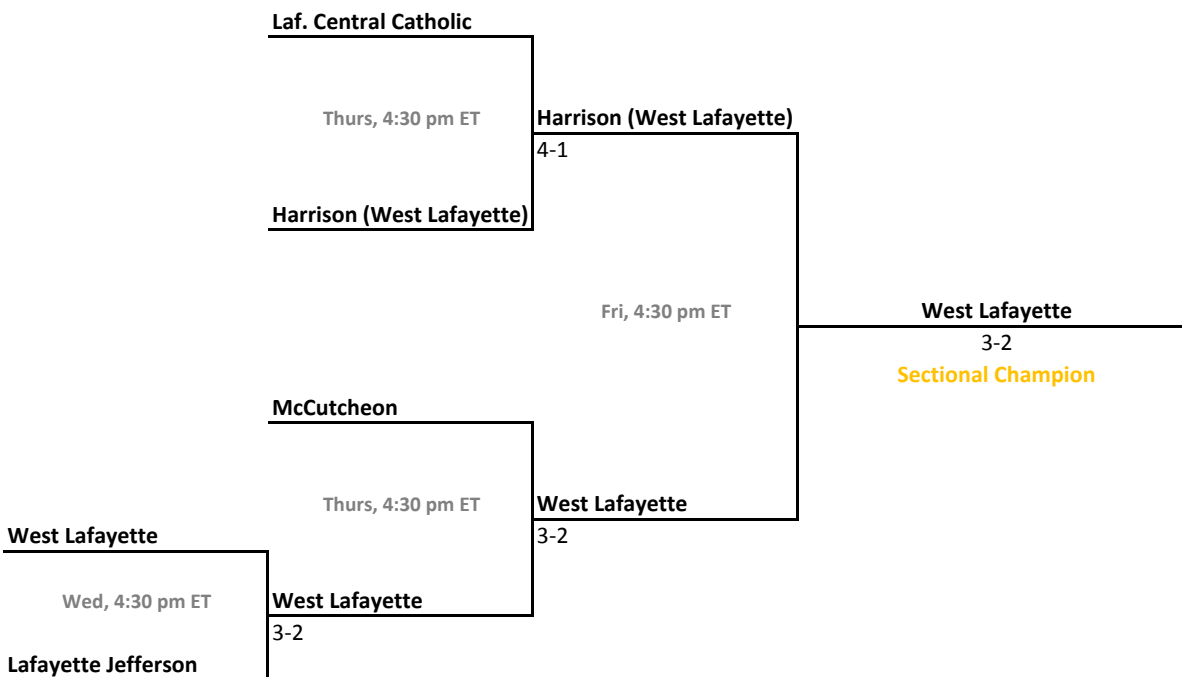 Laf. Central Catholic
Thurs, 4:30 pm ET
Harrison (West Lafayette)
4-1
Harrison (West Lafayette)
Fri, 4:30 pm ET
West Lafayette
3-2
Sectional Champion
McCutcheon
Thurs, 4:30 pm ET
West Lafayette
3-2
West Lafayette
Wed, 4:30 pm ET
West Lafayette
3-2
Lafayette Jefferson